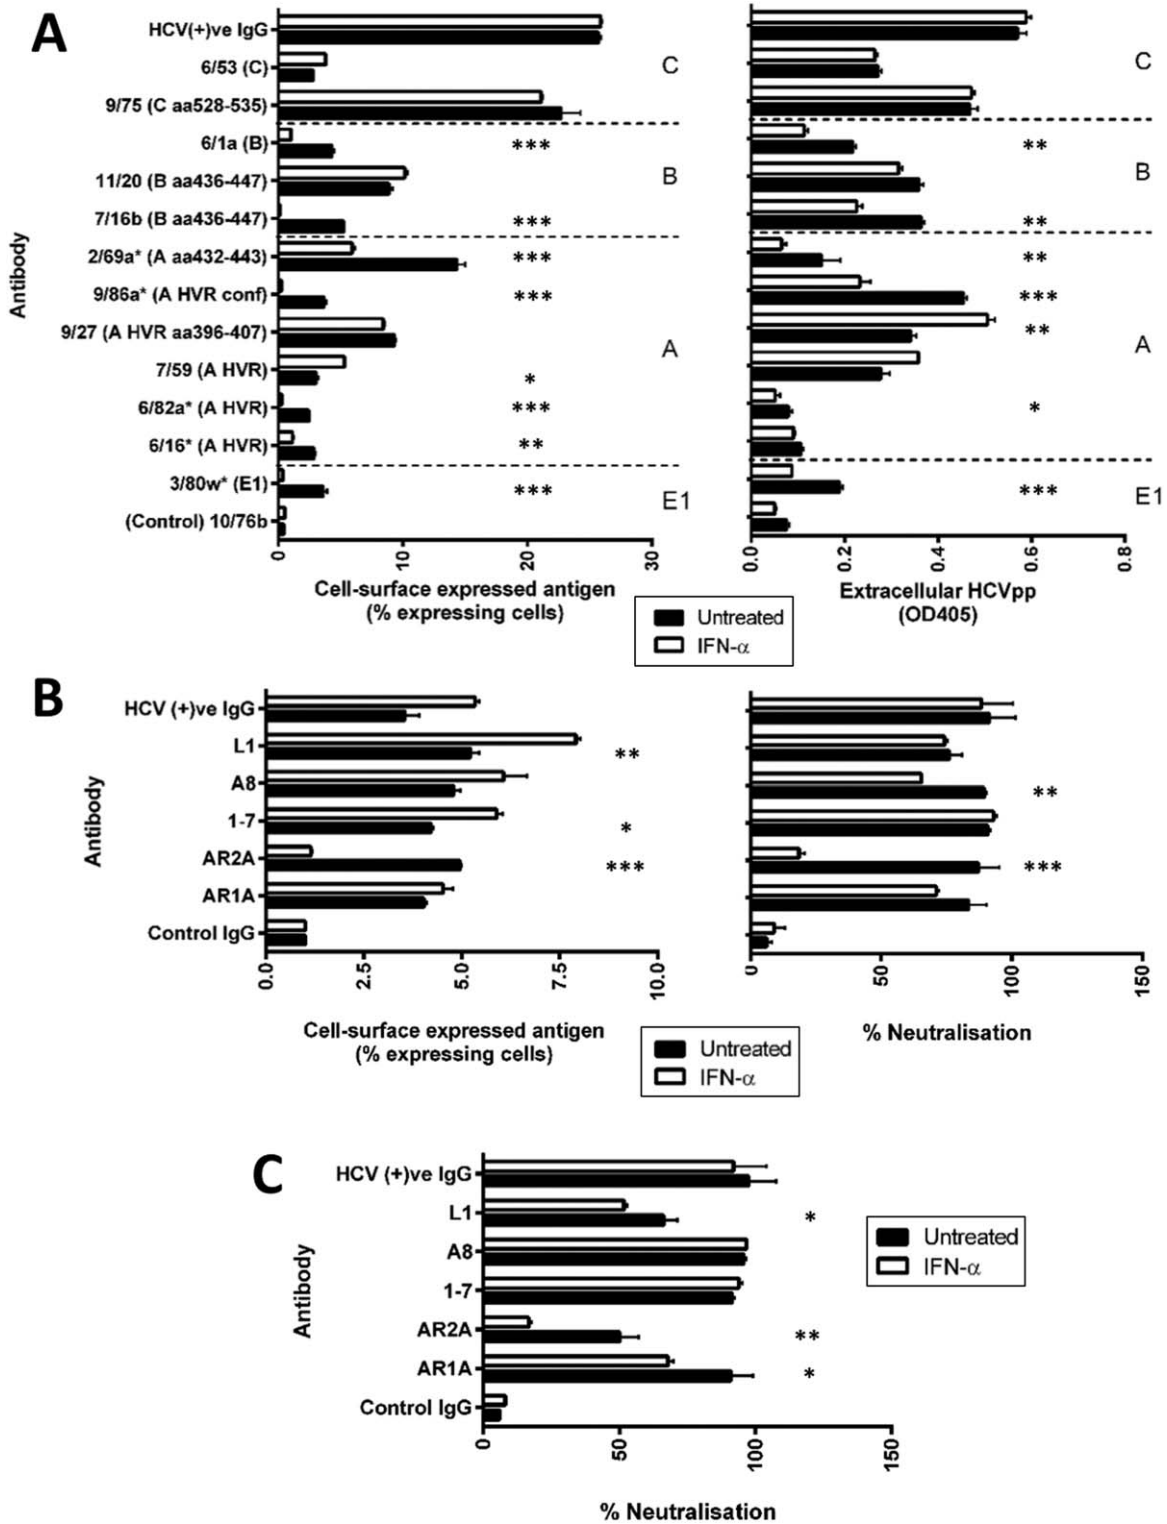 A
HCV(+)ve IgG
6/53 (C)
9/75 (C aa528-535)
6/1a (B)
11/20 (B aa436-447)
7/16b (B aa436-447)
2/69a* (A aa432-443)
9/86a* (A HVR conf)
9/27 (A HVR aa396-407)
7/59 (A HVR)
6/82a* (A HVR)
6/16* (A HVR)
3/80w* (E1)
(Control) 10/76b
Antibody
C
***
B
***
***
***
A
*
***
**
***
E1
0 10 20 30
Cell-surface expressed antigen
(% expressing cells)
C
**
B
**
**
***
**
A
*
***
E1
0.0 0.2 0.4 0.6 0.8
Extracellular HCVpp
(OD405)
Untreated
IFN-α
B
HCV (+)ve IgG
L1
A8
1-7
AR2A
AR1A
Control IgG
Antibody
**
*
***
0.0 2.5 5.0 7.5 10.0
Cell-surface expressed antigen
(% expressing cells)
**
***
0 50 100 150
% Neutralisation
Untreated
IFN-α
C
HCV (+)ve IgG
L1
A8
1-7
AR2A
AR1A
Control IgG
Antibody
*
**
*
0 50 100 150
% Neutralisation
Untreated
IFN-α